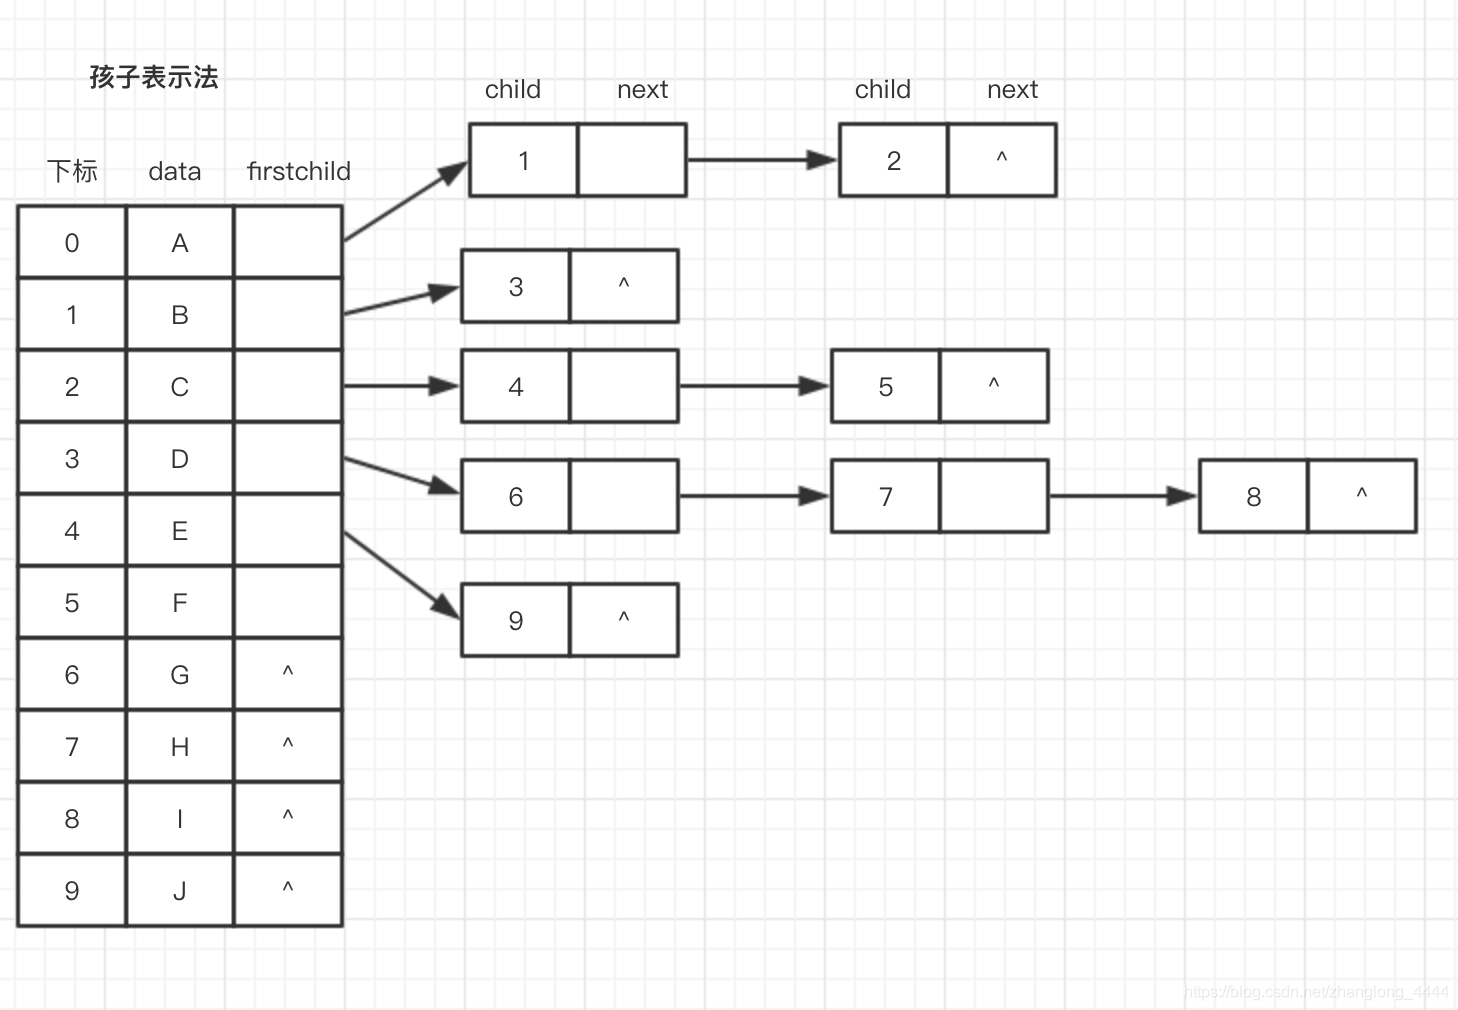 孩子表示法
child next child next
下标 data firstchild
1 2 ^
0 A
3 ^
1 B
4 5 ^
2 C
3 D
6 7 8 ^
4 E
5 F
9 ^
6 G ^
7 H ^
8 I ^
9 J ^
https://blog.csdn.net/zhanglong_4444